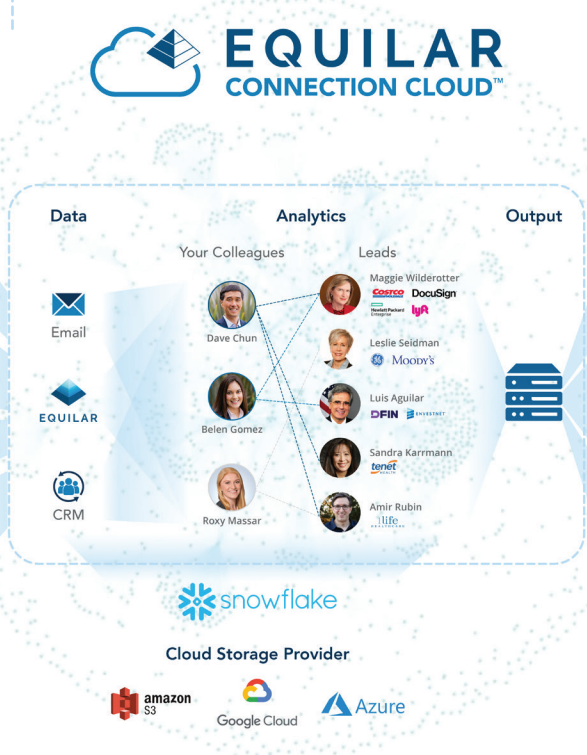 EQUILAR
CONNECTION CLOUD™
Data
Analytics
Output
Your Colleagues
Leads
Email
EQUILAR
CRM
Dave Chun
Belen Gomez
Roxy Massar
Maggie Wilderotter
COSTCO
DocuSign
Hewlett Packard
Enterprise
lyft
Leslie Seidman
GE
MOODY'S
Luis Aguilar
DFIN
ENVESTNET
Sandra Karrmann
tenet
HEALTH
Amir Rubin
1life
HEALTHCARE
snowflake
Cloud Storage Provider
amazon
S3
Google Cloud
Azure